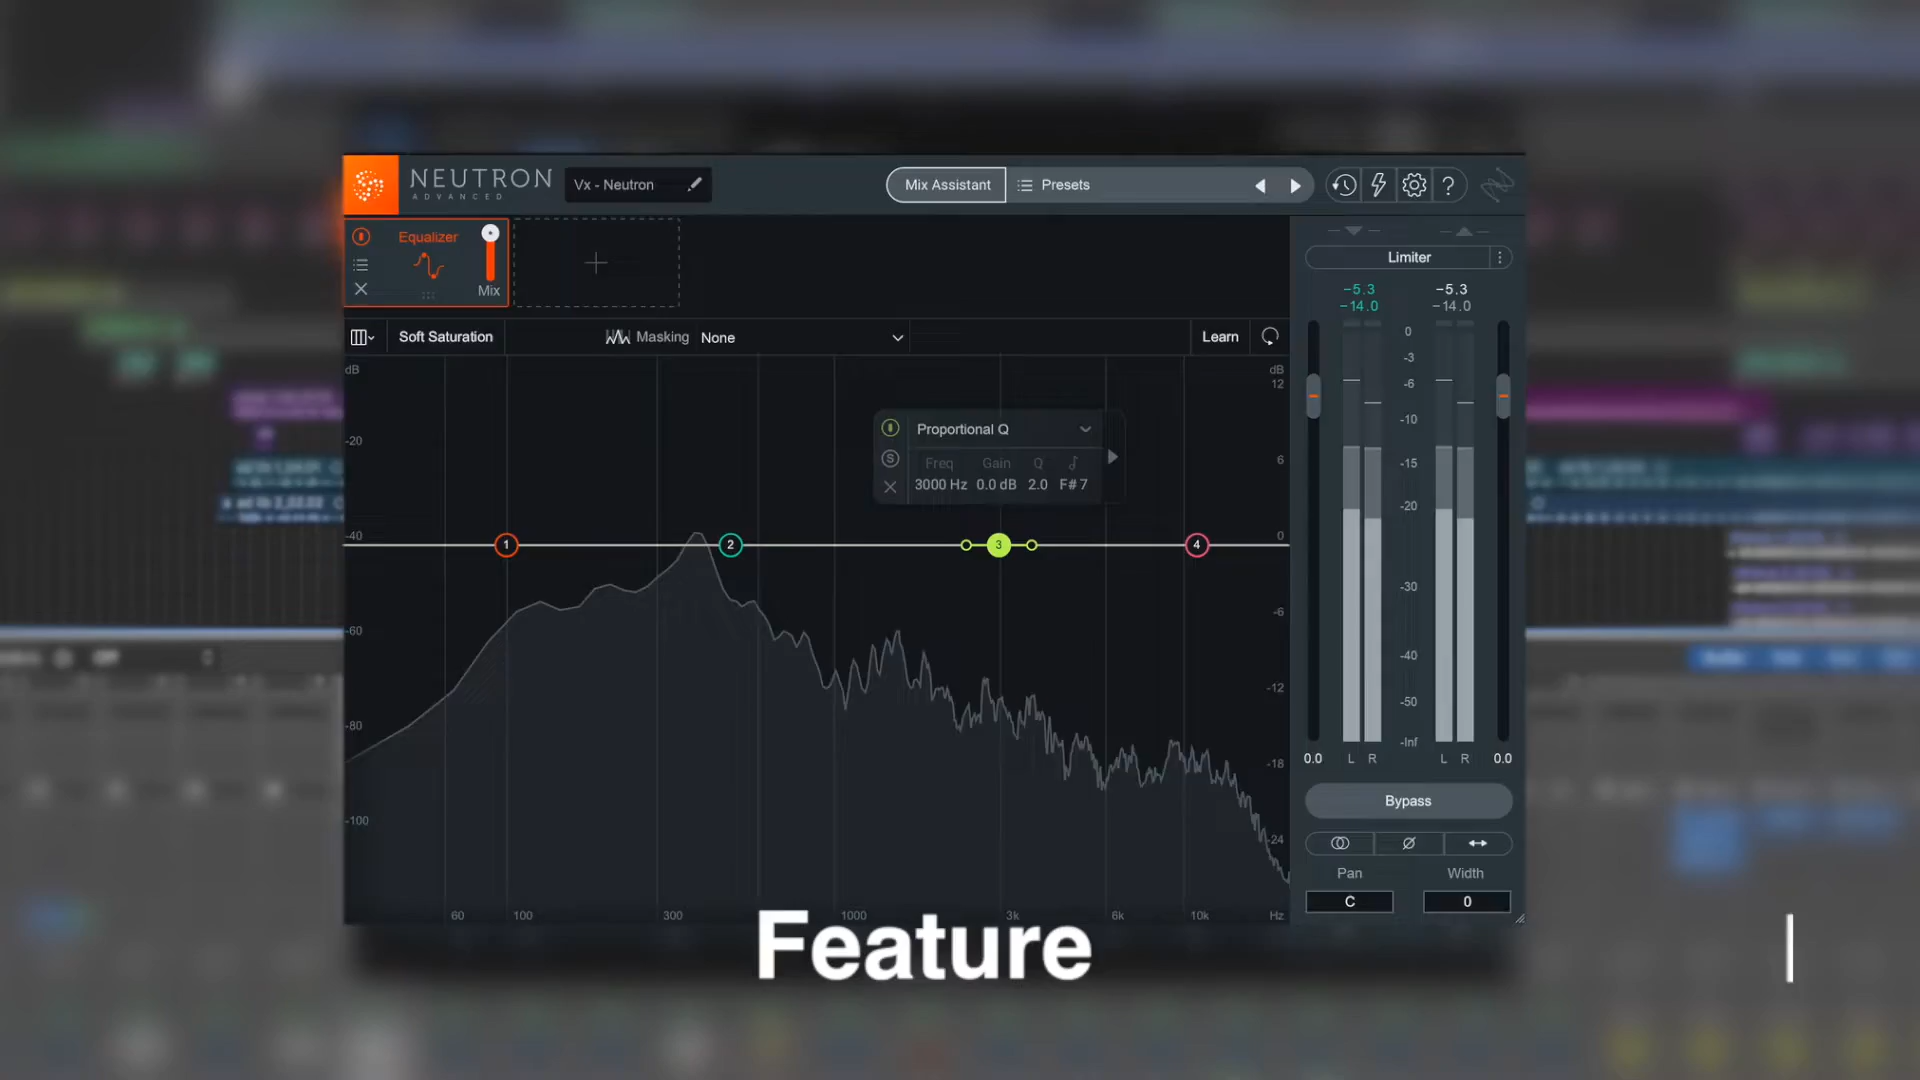 NEUTRON
ADVANCED
Vx - Neutron
Mix Assistant
Presets
?
Equalizer
Mix
Limiter
-5.3 -5.3
-14.0 -14.0
Soft Saturation
Masking
None
Learn
dB
-20
-40
-60
-80
-100
dB
12
6
0
-6
-12
-18
-24
Proportional Q
S
Freq Gain Q
3000 Hz 0.0 dB 2.0 F#7
1 2 3 4
60 100 300 1000 3k 6k 10k Hz
0
-3
-6
-10
-15
-20
-30
-40
-50
-Inf
0.0 L R L R 0.0
Bypass
Pan Width
C 0
Feature